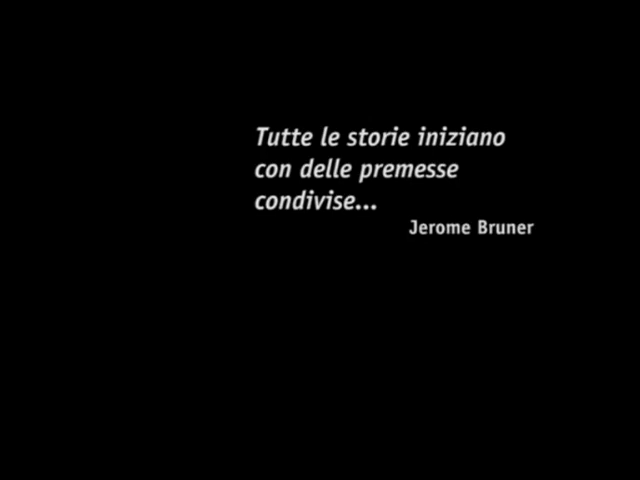 Tutte le storie iniziano
con delle premesse
condivise...
Jerome Bruner